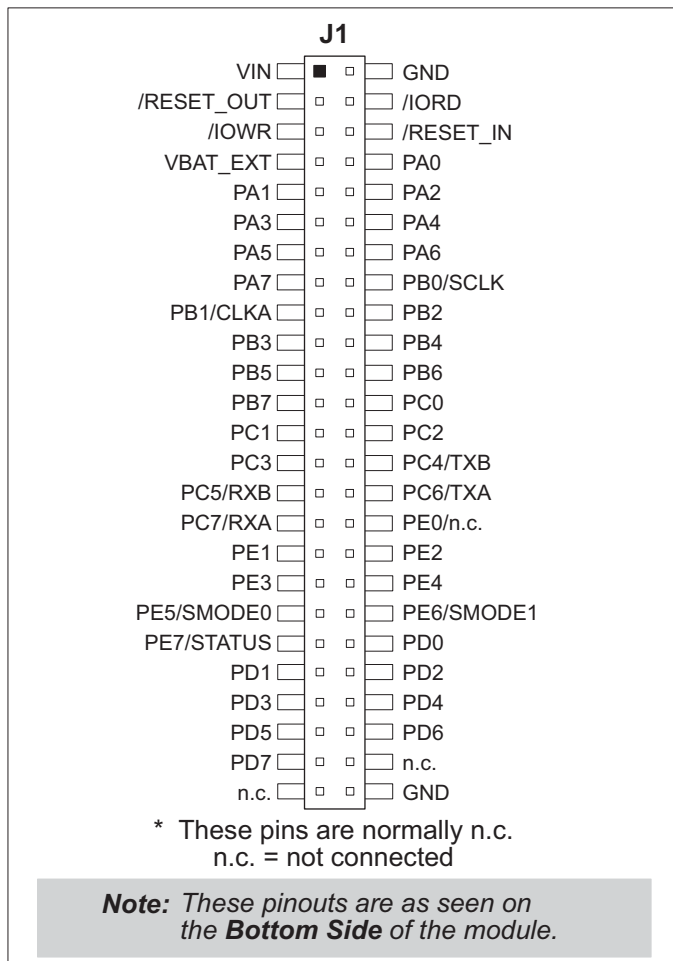 J1
VIN GND
/RESET_OUT /IORD
/IOWR /RESET_IN
VBAT_EXT PA0
PA1 PA2
PA3 PA4
PA5 PA6
PA7 PB0/SCLK
PB1/CLKA PB2
PB3 PB4
PB5 PB6
PB7 PC0
PC1 PC2
PC3 PC4/TXB
PC5/RXB PC6/TXA
PC7/RXA PE0/n.c.
PE1 PE2
PE3 PE4
PE5/SMODE0 PE6/SMODE1
PE7/STATUS PD0
PD1 PD2
PD3 PD4
PD5 PD6
PD7 n.c.
n.c. GND
* These pins are normally n.c.
n.c. = not connected
Note: These pinouts are as seen on
the Bottom Side of the module.